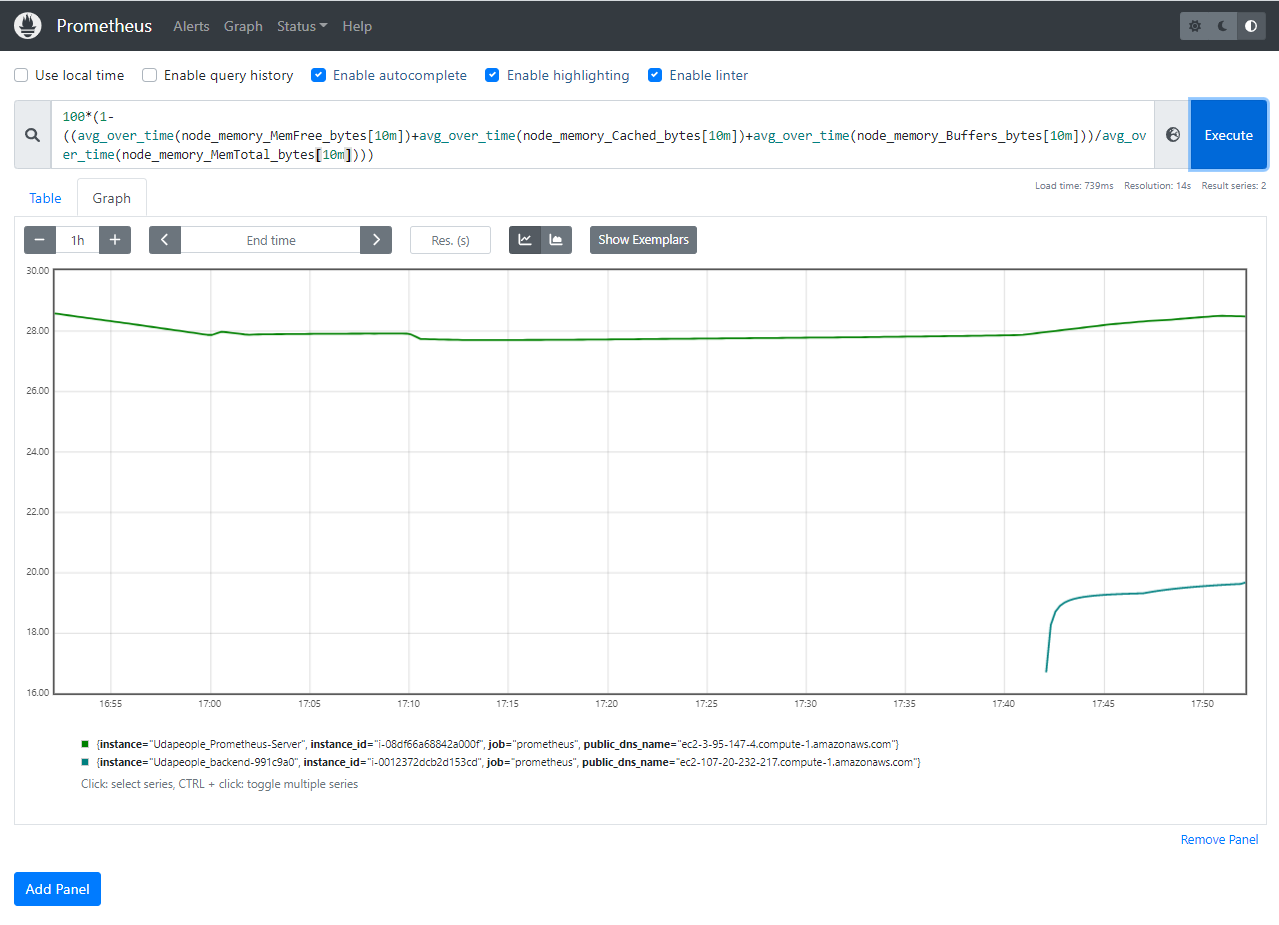 Prometheus Alerts Graph Status Help
Use local time Enable query history Enable autocomplete Enable highlighting Enable linter
100*(1-
((avg_over_time(node_memory_MemFree_bytes[10m])+avg_over_time(node_memory_Cached_bytes[10m])+avg_over_time(node_memory_Buffers_bytes[10m]))/avg_ov
er_time(node_memory_MemTotal_bytes[10m])))
Execute
Load time: 739ms Resolution: 14s Result series: 2
Table Graph
1h End time Res. (s) Show Exemplars
30.00
28.00
26.00
24.00
22.00
20.00
18.00
16.00
16:55 17:00 17:05 17:10 17:15 17:20 17:25 17:30 17:35 17:40 17:45 17:50
{instance="Udapeople_Prometheus-Server", instance_id="i-08df66a68842a000f", job="prometheus", public_dns_name="ec2-3-95-147-4.compute-1.amazonaws.com"}
{instance="Udapeople_backend-991c9a0", instance_id="i-0012372dcb2d153cd", job="prometheus", public_dns_name="ec2-107-20-232-217.compute-1.amazonaws.com"}
Click: select series, CTRL + click: toggle multiple series
Remove Panel
Add Panel